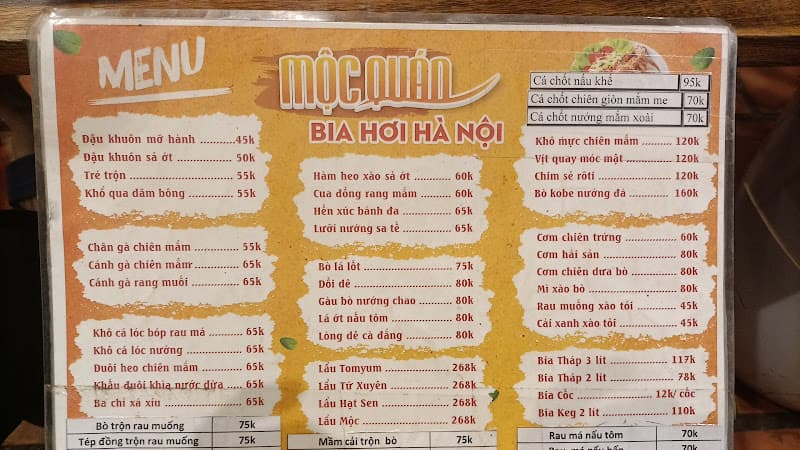 MENU
MỘC QUÁN
BIA HƠI HÀ NỘI
Cá chốt nấu khế 95k
Cá chốt chiên giòn mắm me 70k
Cá chốt nướng mắm xoài 70k
Đậu khuôn mỡ hành ...........45k
Đậu khuôn sả ớt ................ 50k
Tré trộn ............................. 55k
Khổ qua dăm bông ............ 55k
Chân gà chiên mắm ........... 55k
Cánh gà chiên mắmr .......... 65k
Cánh gà rang muối ............ 65k
Khô cá lóc bóp rau má ....... 65k
Khô cá lóc nướng ............... 65k
Đuôi heo chiên mắm .......... 65k
Khấu đuôi khìa nước dừa ... 65k
Ba chỉ xá xíu ..................... 65k
Bò trộn rau muống 75k
Tép đồng trộn rau muống 75k
Hàm heo xào sả ớt ............ 60k
Cua đồng rang mắm .......... 60k
Hến xúc bánh đa ............... 65k
Lưỡi nướng sa tế ............... 65k
Bò lá lốt ........................... 75k
Dồi dê .............................. 80k
Gàu bò nướng chao ........... 80k
Lá ớt nấu tôm ................... 80k
Lòng dê cà đắng ................ 80k
Lẩu Tomyum .................... 268k
Lẩu Tứ Xuyên .................. 268k
Lẩu Hạt Sen ..................... 268k
Lẩu Mộc ........................... 268k
Mầm cải trộn bò 75k
Khô mực chiên mắm ......... 120k
Vịt quay móc mật .............. 120k
Chim sẻ rôti ..................... 120k
Bò kobe nướng đá ............. 160k
Cơm chiên trứng ............... 60k
Cơm hải sản ..................... 80k
Cơm chiên dưa bò ............. 80k
Mì xào bò ......................... 80k
Rau muống xào tỏi ............ 45k
Cải xanh xào tỏi ................ 45k
Bia Tháp 3 lít ................... 117k
Bia Tháp 2 lít ................... 78k
Bia Cốc ................... 12k/ cốc
Bia Keg 2 lít .................... 110k
Rau má nấu tôm 70k